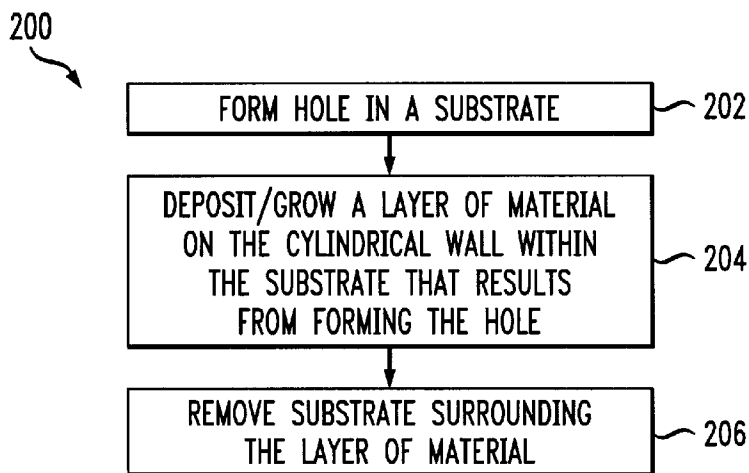 200
FORM HOLE IN A SUBSTRATE
202
DEPOSIT/GROW A LAYER OF MATERIAL
ON THE CYLINDRICAL WALL WITHIN
THE SUBSTRATE THAT RESULTS
FROM FORMING THE HOLE
204
REMOVE SUBSTRATE SURROUNDING
THE LAYER OF MATERIAL
206